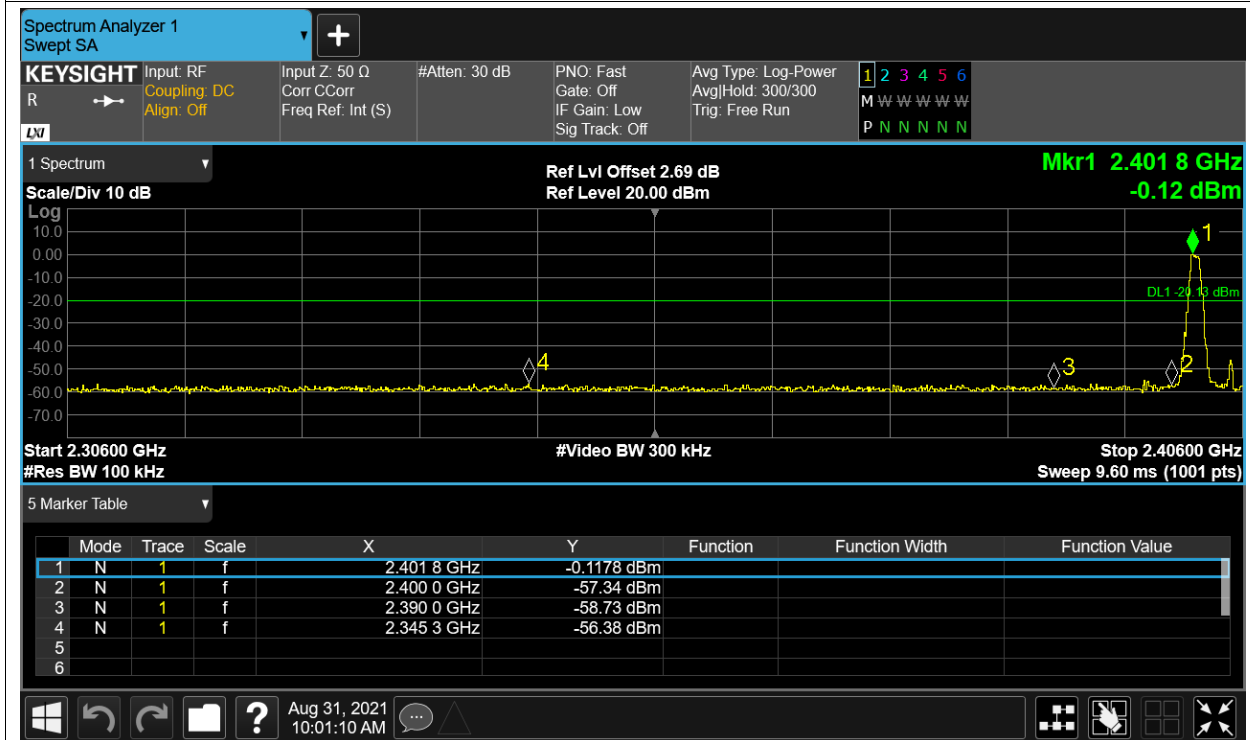 Spectrum Analyzer 1
Swept SA
+
KEYSIGHT
R
LXI
Input: RF
Coupling: DC
Align: Off
Input Z: 50 Ω
Corr CCorr
Freq Ref: Int (S)
#Atten: 30 dB
PNO: Fast
Gate: Off
IF Gain: Low
Sig Track: Off
Avg Type: Log-Power
Avg|Hold: 300/300
Trig: Free Run
1 2 3 4 5 6
M W W W W W
P N N N N N
1 Spectrum
Scale/Div 10 dB
Ref Lvl Offset 2.69 dB
Ref Level 20.00 dBm
Mkr1 2.401 8 GHz
-0.12 dBm
Log
10.0
0.00
-10.0
-20.0
-30.0
-40.0
-50.0
-60.0
-70.0
1
DL1 -20.13 dBm
4
3
2
Start 2.30600 GHz
#Res BW 100 kHz
#Video BW 300 kHz
Stop 2.40600 GHz
Sweep 9.60 ms (1001 pts)
5 Marker Table
Mode Trace Scale X Y Function Function Width Function Value
1 N 1 f 2.401 8 GHz -0.1178 dBm
2 N 1 f 2.400 0 GHz -57.34 dBm
3 N 1 f 2.390 0 GHz -58.73 dBm
4 N 1 f 2.345 3 GHz -56.38 dBm
5
6
?
Aug 31, 2021
10:01:10 AM